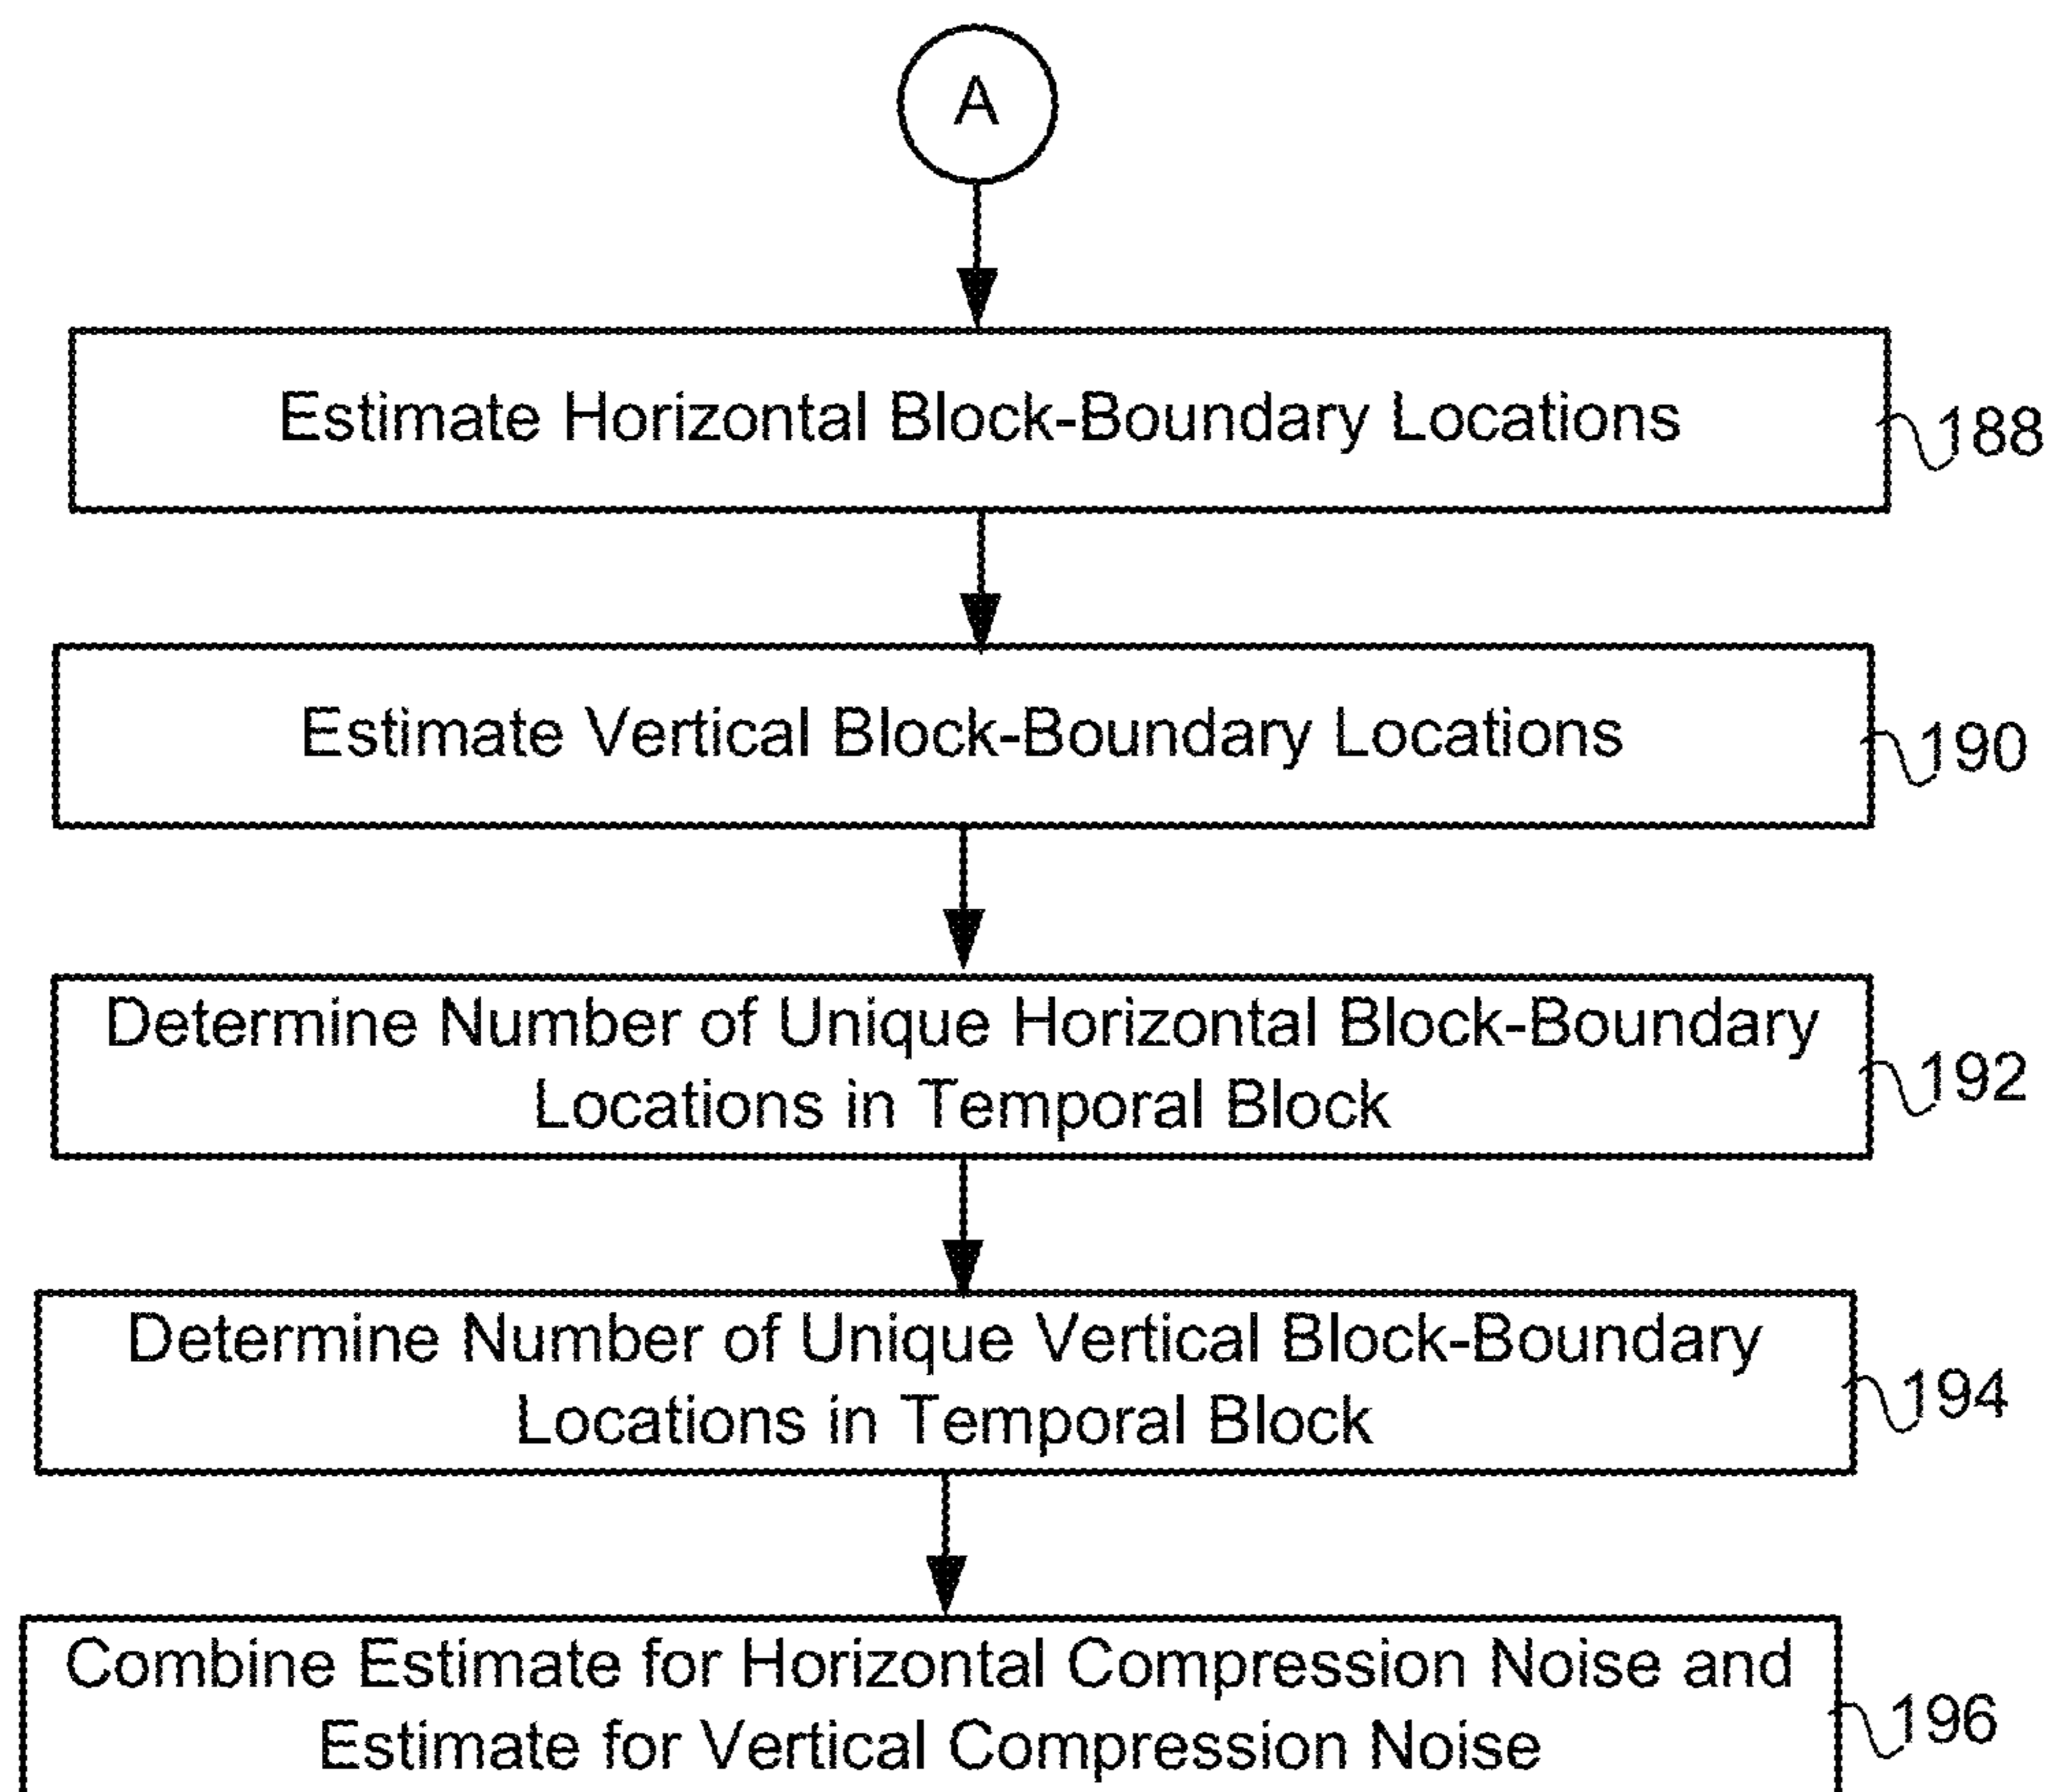 A
Estimate Horizontal Block-Boundary Locations
188
Estimate Vertical Block-Boundary Locations
190
Determine Number of Unique Horizontal Block-Boundary
Locations in Temporal Block
192
Determine Number of Unique Vertical Block-Boundary
Locations in Temporal Block
194
Combine Estimate for Horizontal Compression Noise and
Estimate for Vertical Compression Noise
196